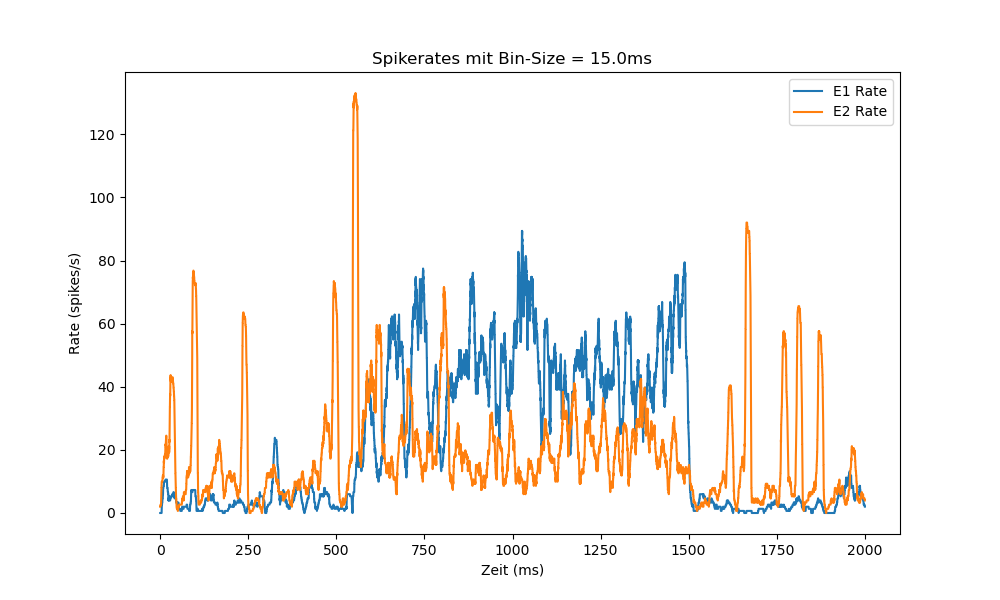 Spikerates mit Bin-Size = 15.0ms
E1 Rate
E2 Rate
Rate (spikes/s)
120
100
80
60
40
20
0
0 250 500 750 1000 1250 1500 1750 2000
Zeit (ms)